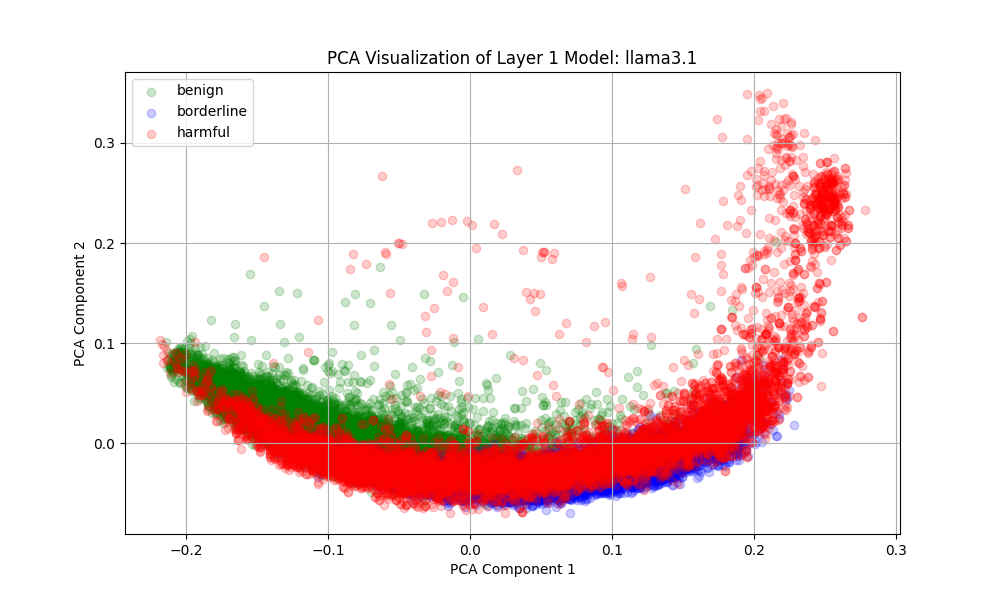 PCA Visualization of Layer 1 Model: llama3.1
benign
borderline
harmful
PCA Component 2
0.3
0.2
0.1
0.0
−0.2
−0.1
0.0
0.1
0.2
0.3
PCA Component 1